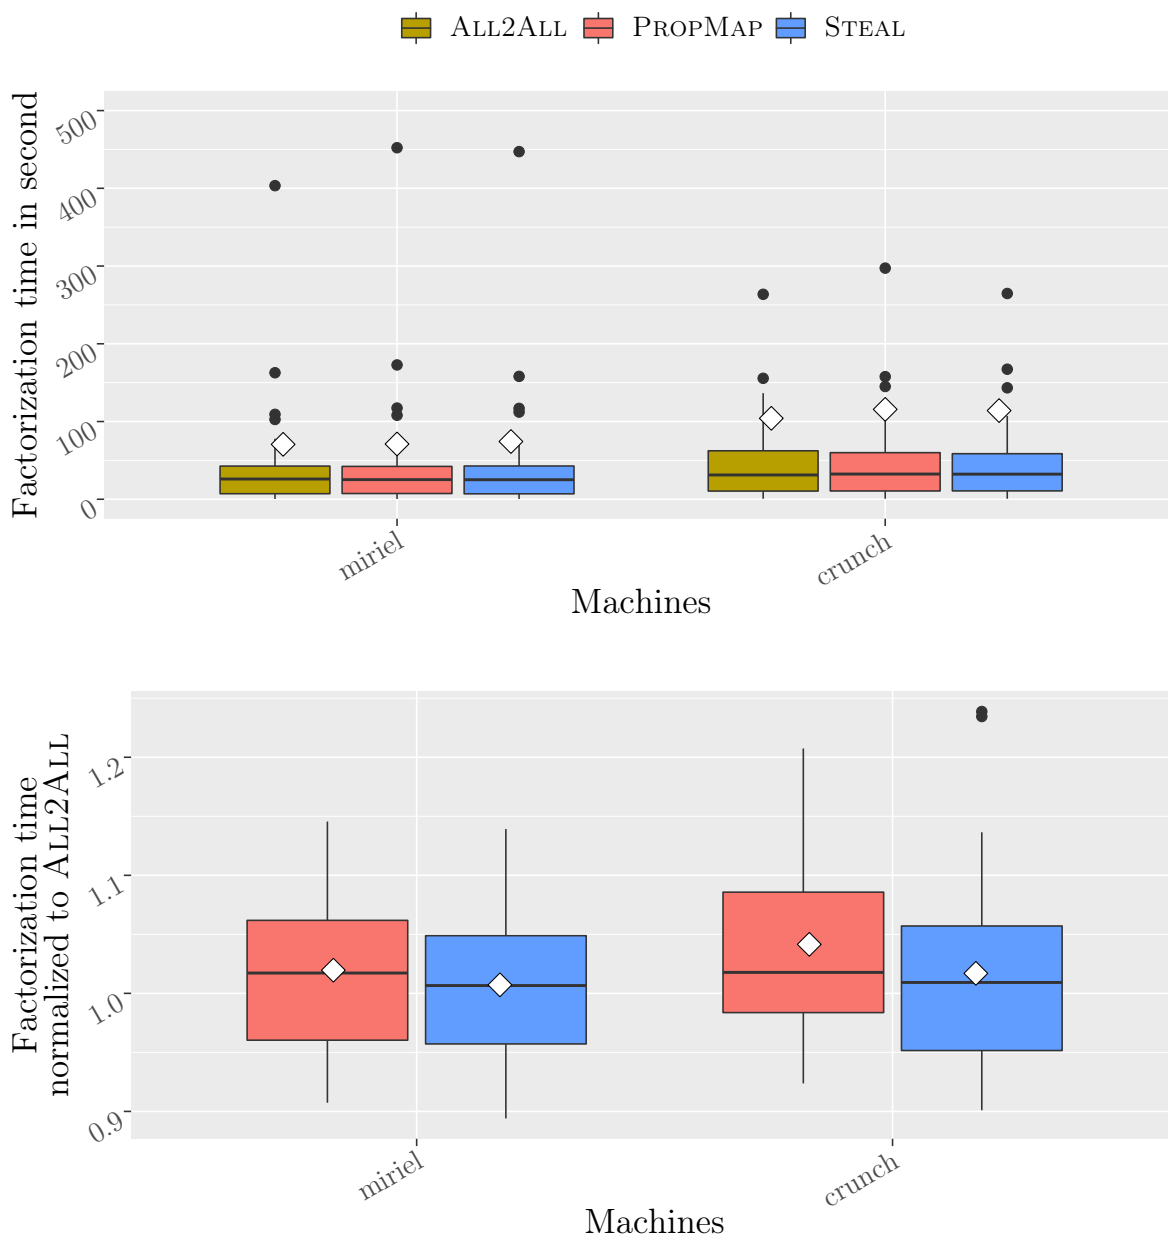 ALL2ALL PROPMAP STEAL
Factorization time in second
500
400
300
200
100
0
miriel crunch
Machines
Factorization time
normalized to ALL2ALL
1.2
1.1
1.0
0.9
miriel crunch
Machines